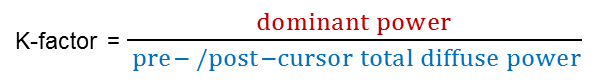 K-factor = dominant power
pre−/post−cursor total diffuse power